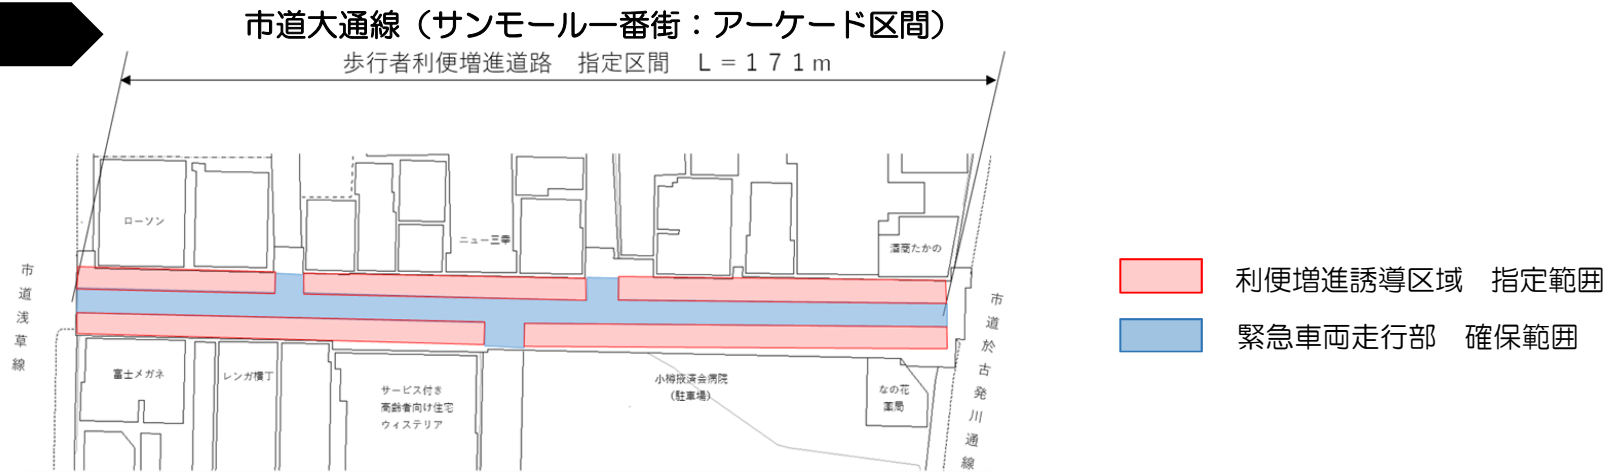 市道大通線（サンモール一番街：アーケード区間）
歩行者利便増進道路　指定区間　Ｌ＝１７１ｍ
ローソン
ニュー三幸
酒商たかの
市道浅草線
市道於古発川通線
富士メガネ
レンガ横丁
サービス付き
高齢者向け住宅
ウィステリア
小樽掖済会病院
（駐車場）
なの花
薬局
利便増進誘導区域　指定範囲
緊急車両走行部　確保範囲